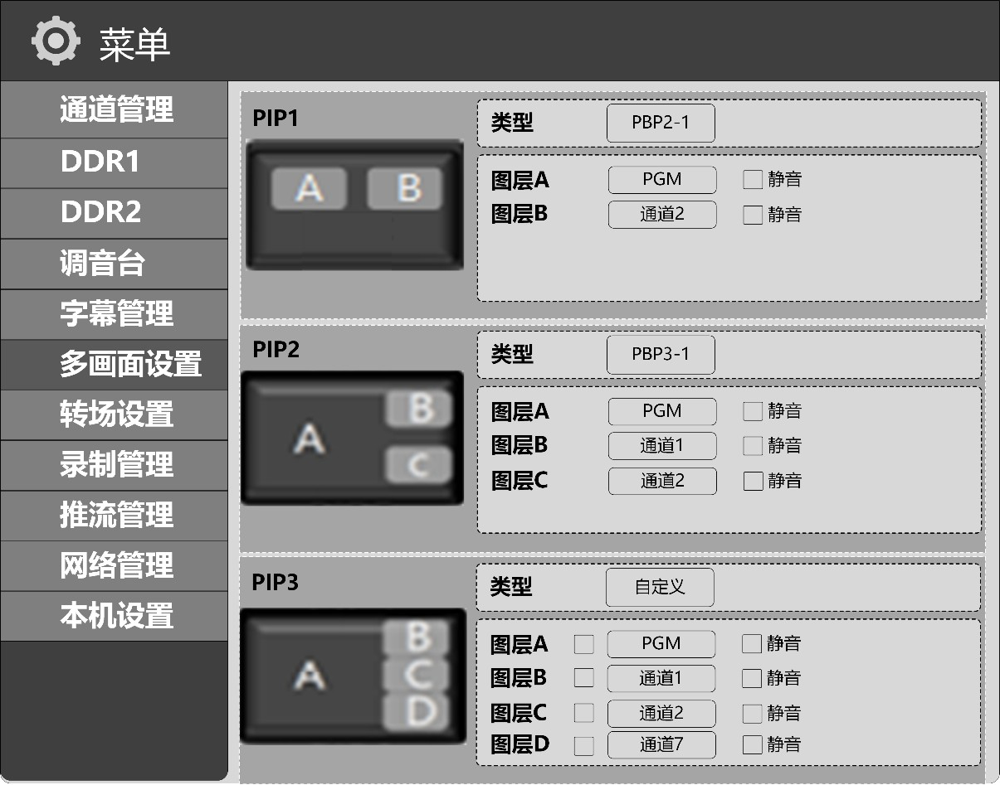 菜单
通道管理
DDR1
DDR2
调音台
字幕管理
多画面设置
转场设置
录制管理
推流管理
网络管理
本机设置
PIP1
A B
类型 PBP2-1
图层A PGM 静音
图层B 通道2 静音
PIP2
A
B
C
类型 PBP3-1
图层A PGM 静音
图层B 通道1 静音
图层C 通道2 静音
PIP3
A
B
C
D
类型 自定义
图层A PGM 静音
图层B 通道1 静音
图层C 通道2 静音
图层D 通道7 静音